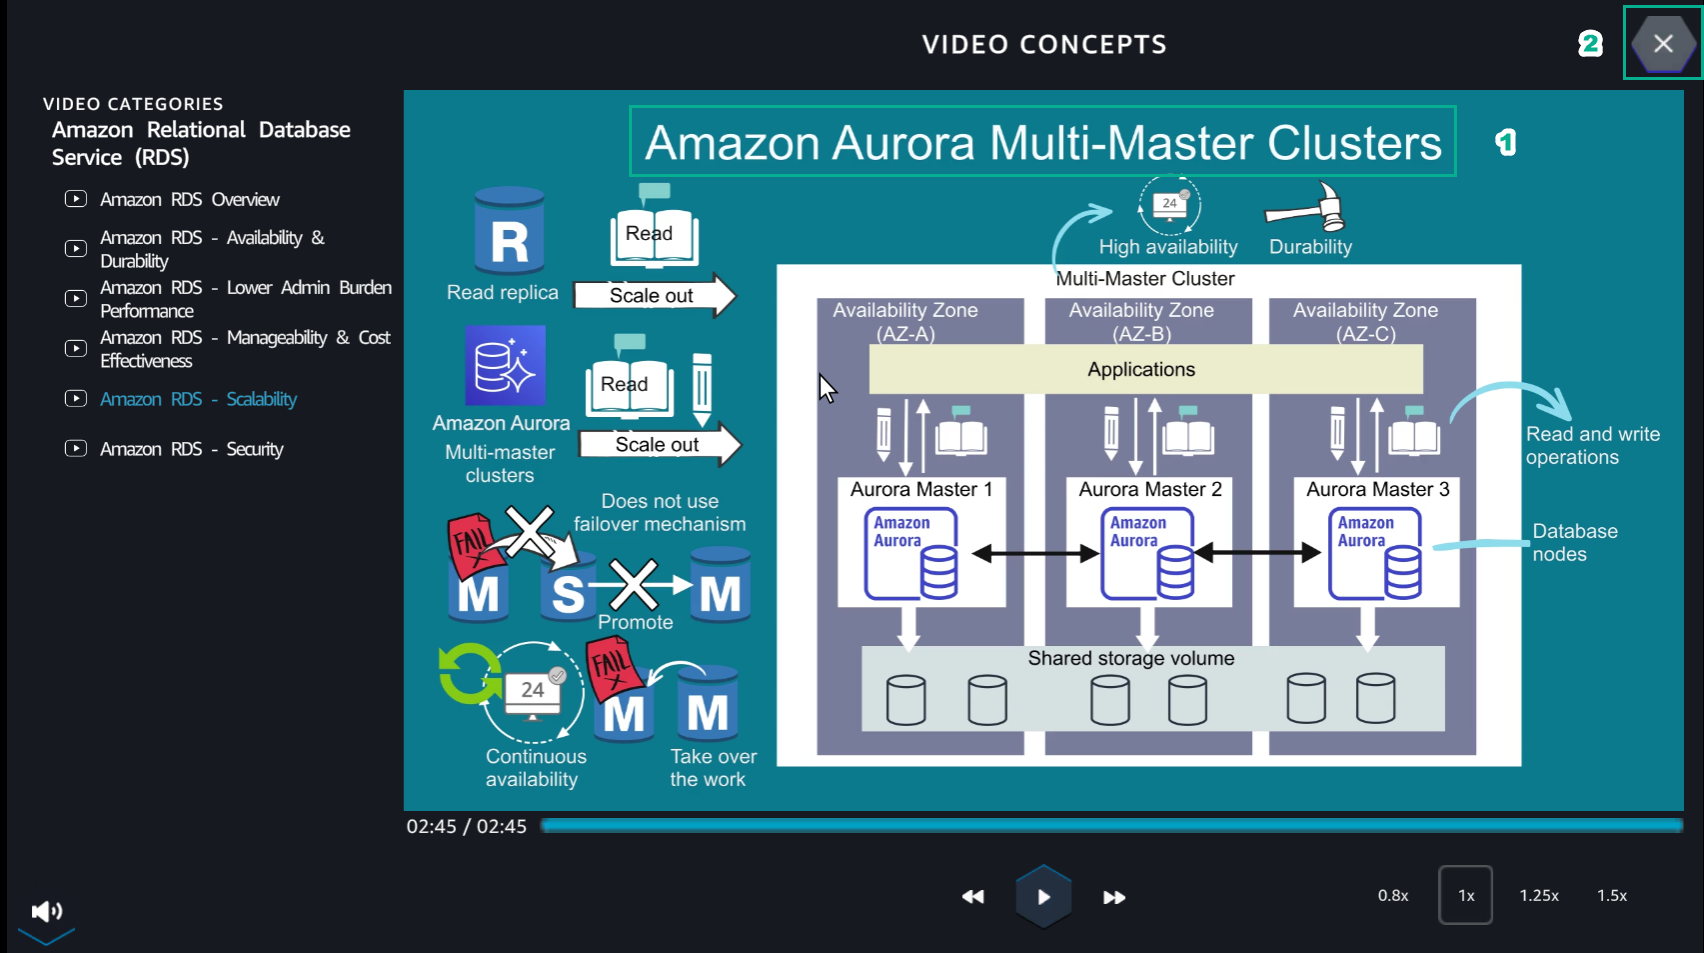 VIDEO CONCEPTS
2
VIDEO CATEGORIES
Amazon Relational Database
Service (RDS)
Amazon RDS Overview
Amazon RDS - Availability &
Durability
Amazon RDS - Lower Admin Burden
Performance
Amazon RDS - Manageability & Cost
Effectiveness
Amazon RDS - Scalability
Amazon RDS - Security
Amazon Aurora Multi-Master Clusters
1
R
Read replica
Read
Scale out
Amazon Aurora
Multi-master
clusters
Read
Scale out
Does not use
failover mechanism
FAIL
X
M
S
M
Promote
24
Continuous
availability
FAIL
X
M
M
Take over
the work
24
High availability
Durability
Multi-Master Cluster
Availability Zone
(AZ-A)
Availability Zone
(AZ-B)
Availability Zone
(AZ-C)
Applications
Read and write
operations
Aurora Master 1
Amazon
Aurora
Aurora Master 2
Amazon
Aurora
Aurora Master 3
Amazon
Aurora
Database
nodes
Shared storage volume
02:45 / 02:45
0.8x
1x
1.25x
1.5x